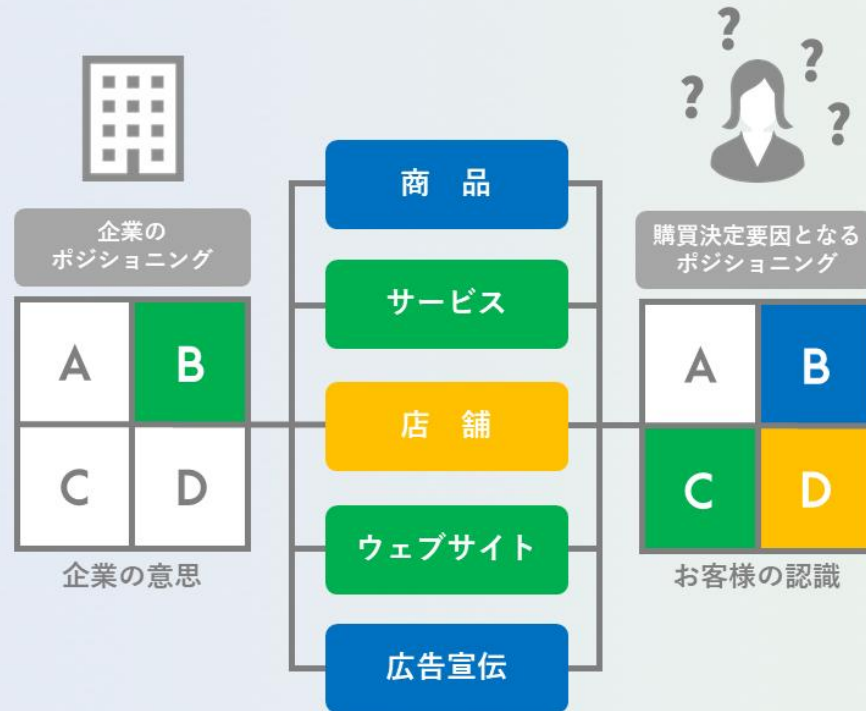 ? ? ? ?
企業の
ポジショニング
A B
C D
企業の意思
商　品
サービス
店　舗
ウェブサイト
広告宣伝
購買決定要因となる
ポジショニング
A B
C D
お客様の認識